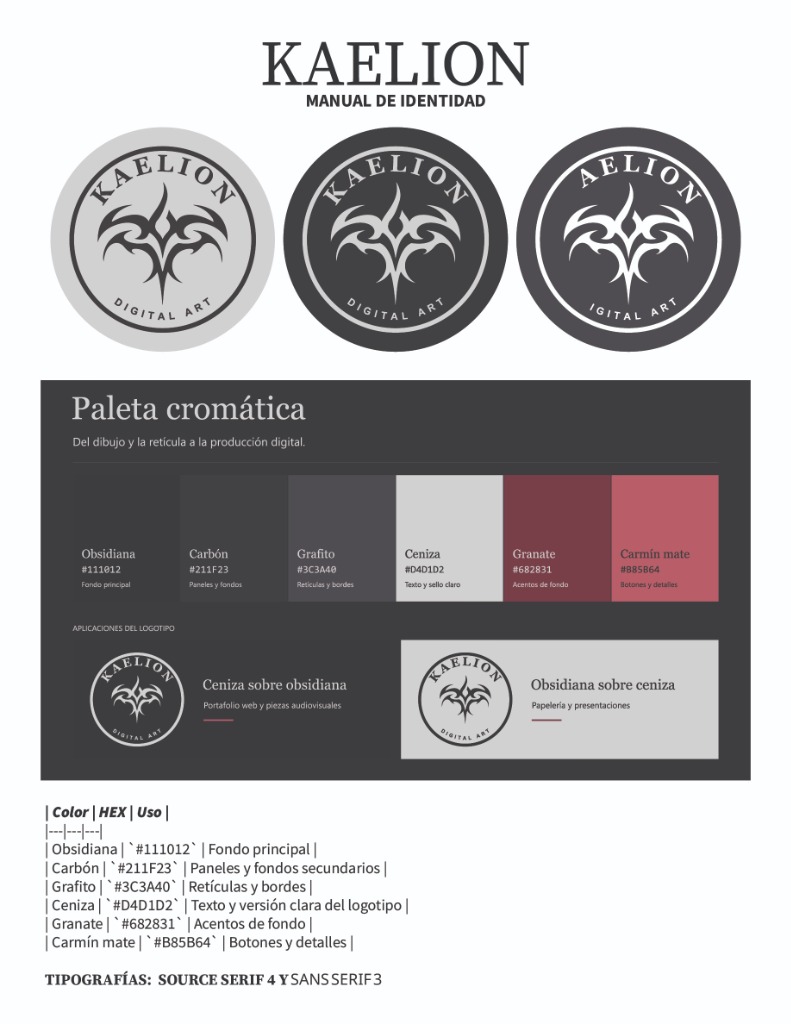 KAELION
MANUAL DE IDENTIDAD
KAELION
DIGITAL ART
KAELION
DIGITAL ART
AELION
IGITAL ART
Paleta cromática
Del dibujo y la retícula a la producción digital.
Obsidiana
#111012
Fondo principal
Carbón
#211F23
Paneles y fondos
Grafito
#3C3A40
Retículas y bordes
Ceniza
#D4D1D2
Texto y sello claro
Granate
#682831
Acentos de fondo
Carmín mate
#B85B64
Botones y detalles
APLICACIONES DEL LOGOTIPO
KAELION
DIGITAL ART
Ceniza sobre obsidiana
Portafolio web y piezas audiovisuales
KAELION
DIGITAL ART
Obsidiana sobre ceniza
Papelería y presentaciones
| Color | HEX | Uso |
|---|---|---|
| Obsidiana | `#111012` | Fondo principal |
| Carbón | `#211F23` | Paneles y fondos secundarios |
| Grafito | `#3C3A40` | Retículas y bordes |
| Ceniza | `#D4D1D2` | Texto y versión clara del logotipo |
| Granate | `#682831` | Acentos de fondo |
| Carmín mate | `#B85B64` | Botones y detalles |
TIPOGRAFÍAS: SOURCE SERIF 4 Y SANS SERIF 3